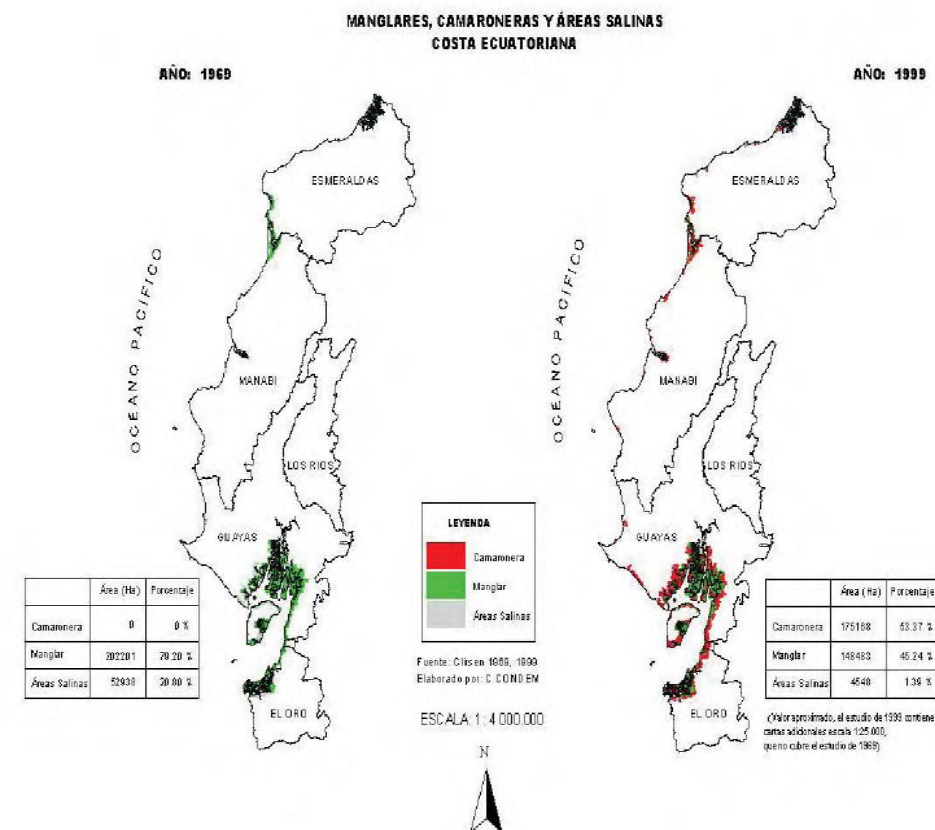 MANGLARES, CAMARONERAS Y ÁREAS SALINAS
COSTA ECUATORIANA
AÑO: 1969
AÑO: 1999
ESMERALDAS
OCEANO PACIFICO
MANABI
LOS RIOS
GUAYAS
EL ORO
ESMERALDAS
OCEANO PACIFICO
MANABI
LOS RIOS
GUAYAS
EL ORO
LEYENDA
Camaronera
Manglar
Áreas Salinas
Área (Ha) Porcentaje
Camaronera 0 0 %
Manglar 202201 79.20 %
Áreas Salinas 52938 20.80 %
Fuente: Clirsen 1969, 1999
Elaborado por: C CONDEM
ESCALA: 1: 4 000.000
N
Área (Ha) Porcentaje
Camaronera 175168 53.37 %
Manglar 148483 45.24 %
Áreas Salinas 4548 1.39 %
(Valor aproximado, el estudio de 1999 contiene
cartas adicionales escala 1:25.000,
que no cubre el estudio de 1969)